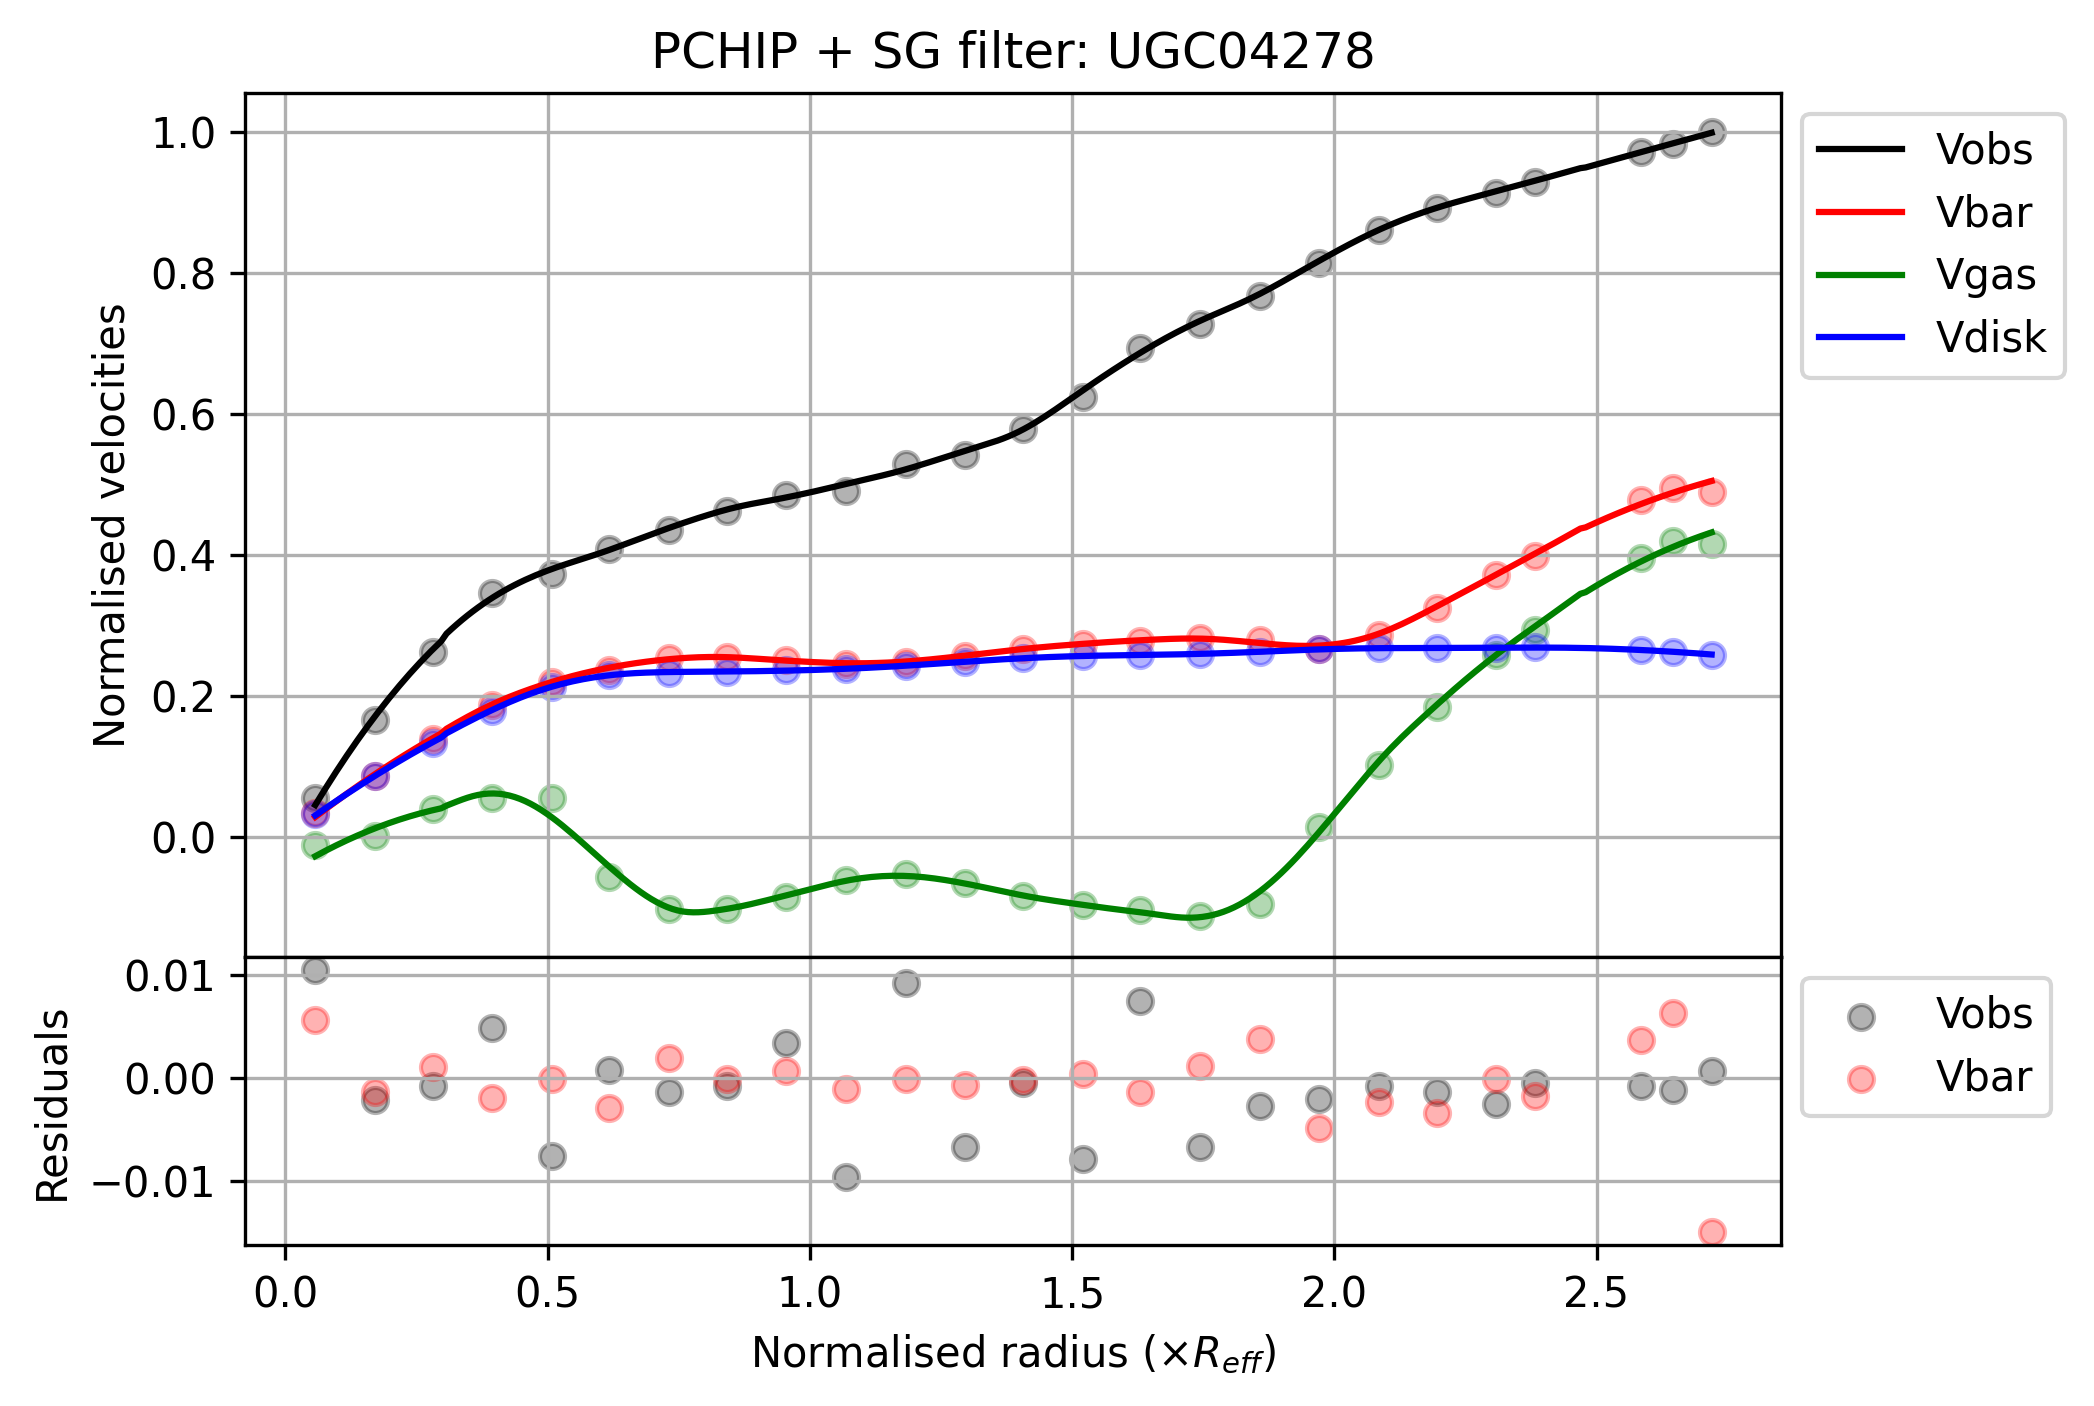 PCHIP + SG filter: UGC04278
Normalised velocities
1.0
0.8
0.6
0.4
0.2
0.0
Vobs
Vbar
Vgas
Vdisk
Residuals
0.01
0.00
−0.01
Vobs
Vbar
0.0 0.5 1.0 1.5 2.0 2.5
Normalised radius (×R_eff)